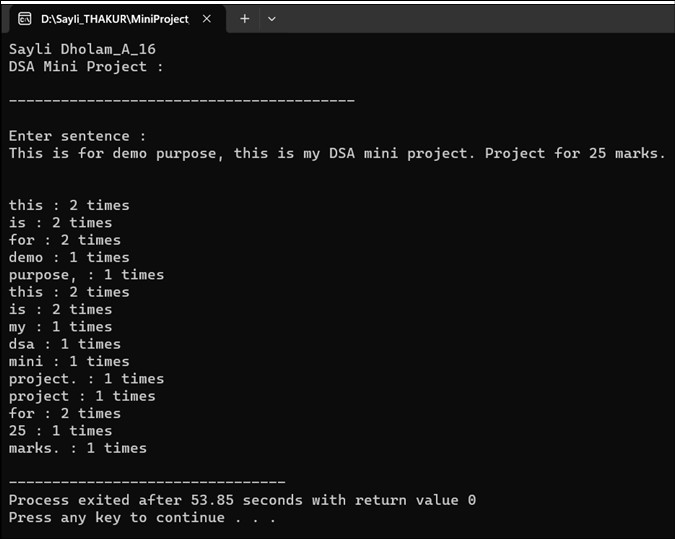 D:\Sayli_THAKUR\MiniProject
Sayli Dholam_A_16
DSA Mini Project :
----------------------------------------
Enter sentence :
This is for demo purpose, this is my DSA mini project. Project for 25 marks.
this : 2 times
is : 2 times
for : 2 times
demo : 1 times
purpose, : 1 times
this : 2 times
is : 2 times
my : 1 times
dsa : 1 times
mini : 1 times
project. : 1 times
project : 1 times
for : 2 times
25 : 1 times
marks. : 1 times
--------------------------------
Process exited after 53.85 seconds with return value 0
Press any key to continue . . .